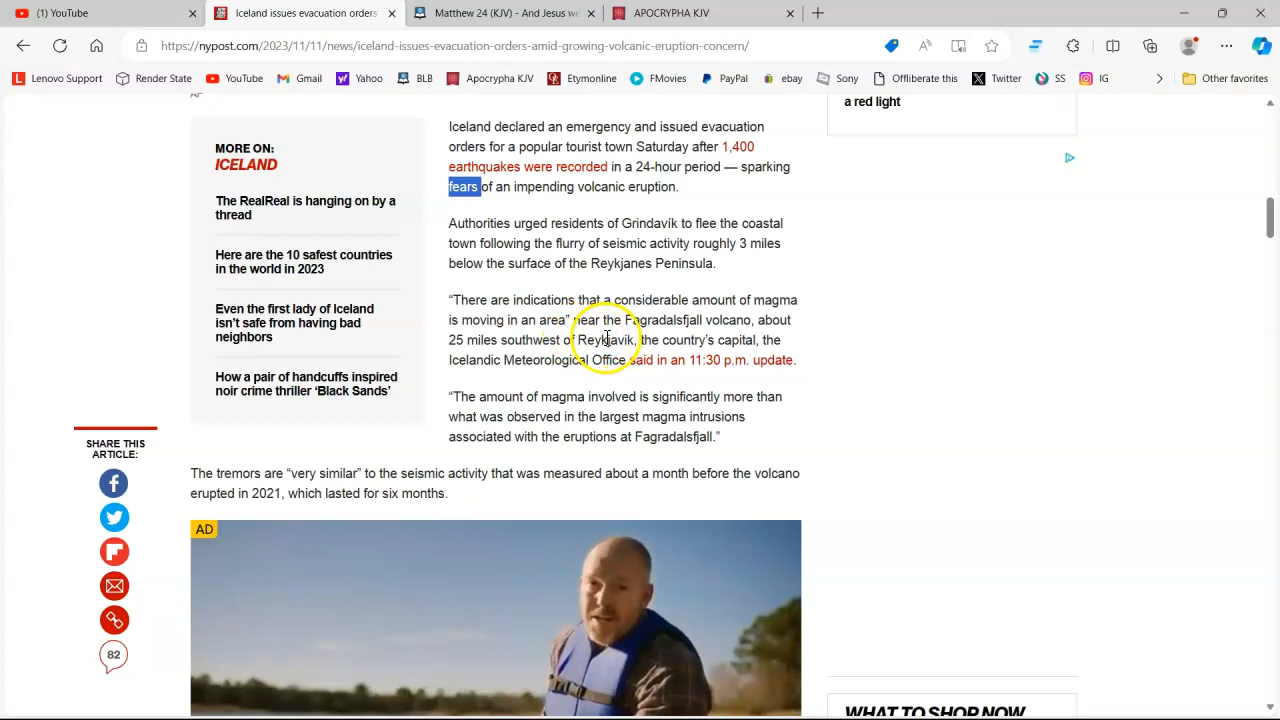 (1) YouTube
Iceland issues evacuation orders
Matthew 24 (KJV) - And Jesus we
APOCRYPHA KJV
https://nypost.com/2023/11/11/news/iceland-issues-evacuation-orders-amid-growing-volcanic-eruption-concern/
Lenovo Support
Render State
YouTube
Gmail
Yahoo
BLB
Apocrypha KJV
Etymonline
FMovies
PayPal
ebay
Sony
Offliberate this
Twitter
SS
IG
Other favorites
AP
a red light
MORE ON:
ICELAND
The RealReal is hanging on by a
thread
Here are the 10 safest countries
in the world in 2023
Even the first lady of Iceland
isn't safe from having bad
neighbors
How a pair of handcuffs inspired
noir crime thriller ‘Black Sands’
Iceland declared an emergency and issued evacuation
orders for a popular tourist town Saturday after 1,400
earthquakes were recorded in a 24-hour period — sparking
fears of an impending volcanic eruption.
Authorities urged residents of Grindavík to flee the coastal
town following the flurry of seismic activity roughly 3 miles
below the surface of the Reykjanes Peninsula.
“There are indications that a considerable amount of magma
is moving in an area” near the Fagradalsfjall volcano, about
25 miles southwest of Reykjavik, the country’s capital, the
Icelandic Meteorological Office said in an 11:30 p.m. update.
“The amount of magma involved is significantly more than
what was observed in the largest magma intrusions
associated with the eruptions at Fagradalsfjall.”
SHARE THIS
ARTICLE:
82
The tremors are “very similar” to the seismic activity that was measured about a month before the volcano
erupted in 2021, which lasted for six months.
AD
WHAT TO SHOP NOW